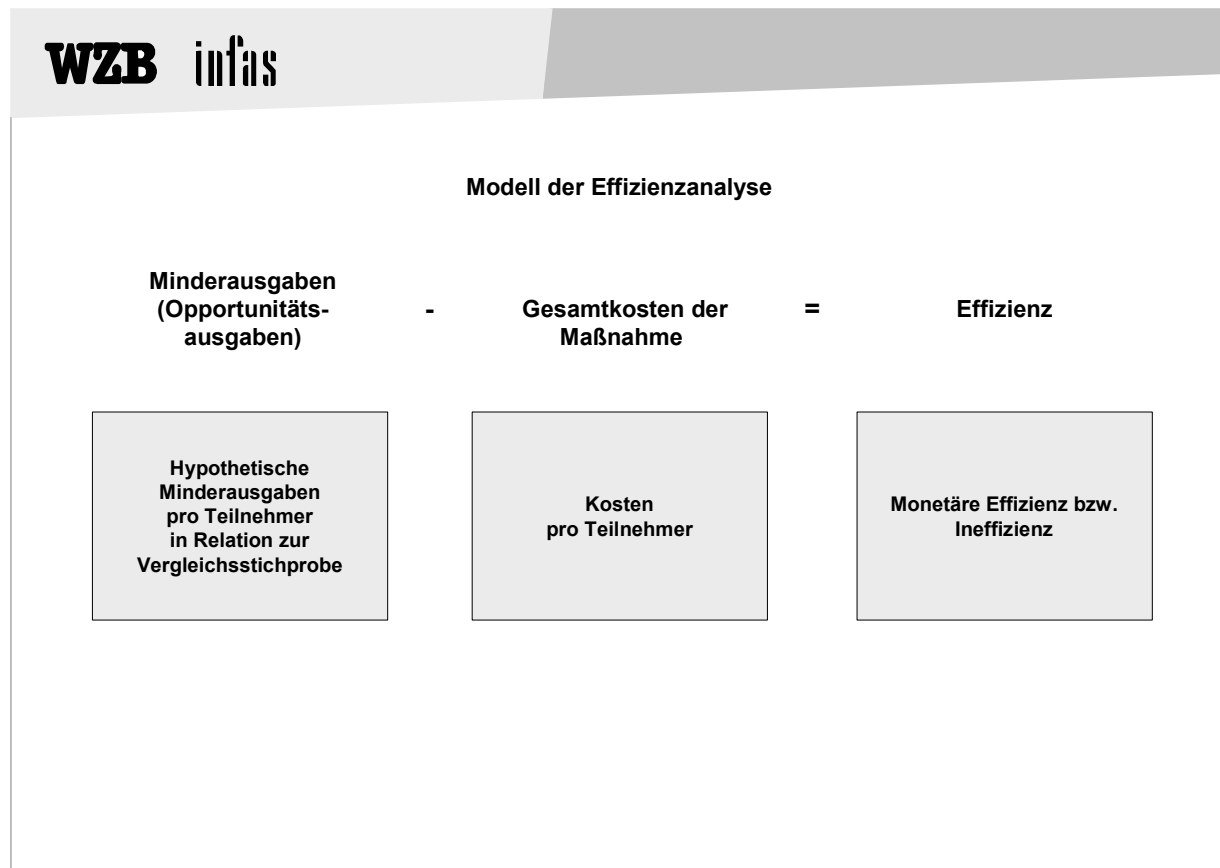 WZB infas
Modell der Effizienzanalyse
Minderausgaben
(Opportunitäts-
ausgaben)
-
Gesamtkosten der
Maßnahme
=
Effizienz
Hypothetische
Minderausgaben
pro Teilnehmer
in Relation zur
Vergleichsstichprobe
Kosten
pro Teilnehmer
Monetäre Effizienz bzw.
Ineffizienz